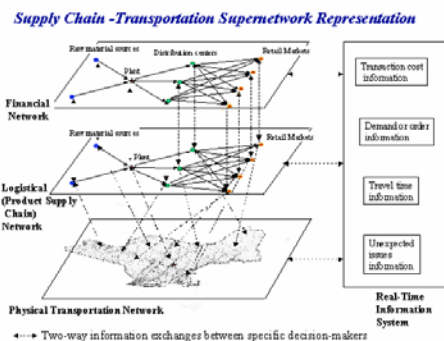 Supply Chain -Transportation Supernetwork Representation
Raw material sources
Distribution centers
Retail Markets
Plant
Financial
Network
Raw material sources
Retail Markets
Plant
Logistical
(Product Supply
Chain)
Network
Physical Transportation Network
Transaction cost
information
Demand or order
information
Travel time
information
Unexpected
issues
information
Real-Time
Information
System
Two-way information exchanges between specific decision-makers